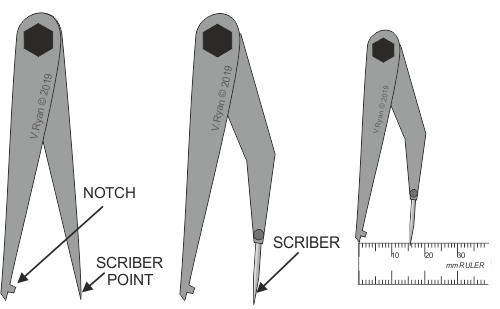 V.Ryan © 2019
V.Ryan © 2019
V.Ryan © 2019
NOTCH
SCRIBER
POINT
SCRIBER
10 20 30
mm RULER